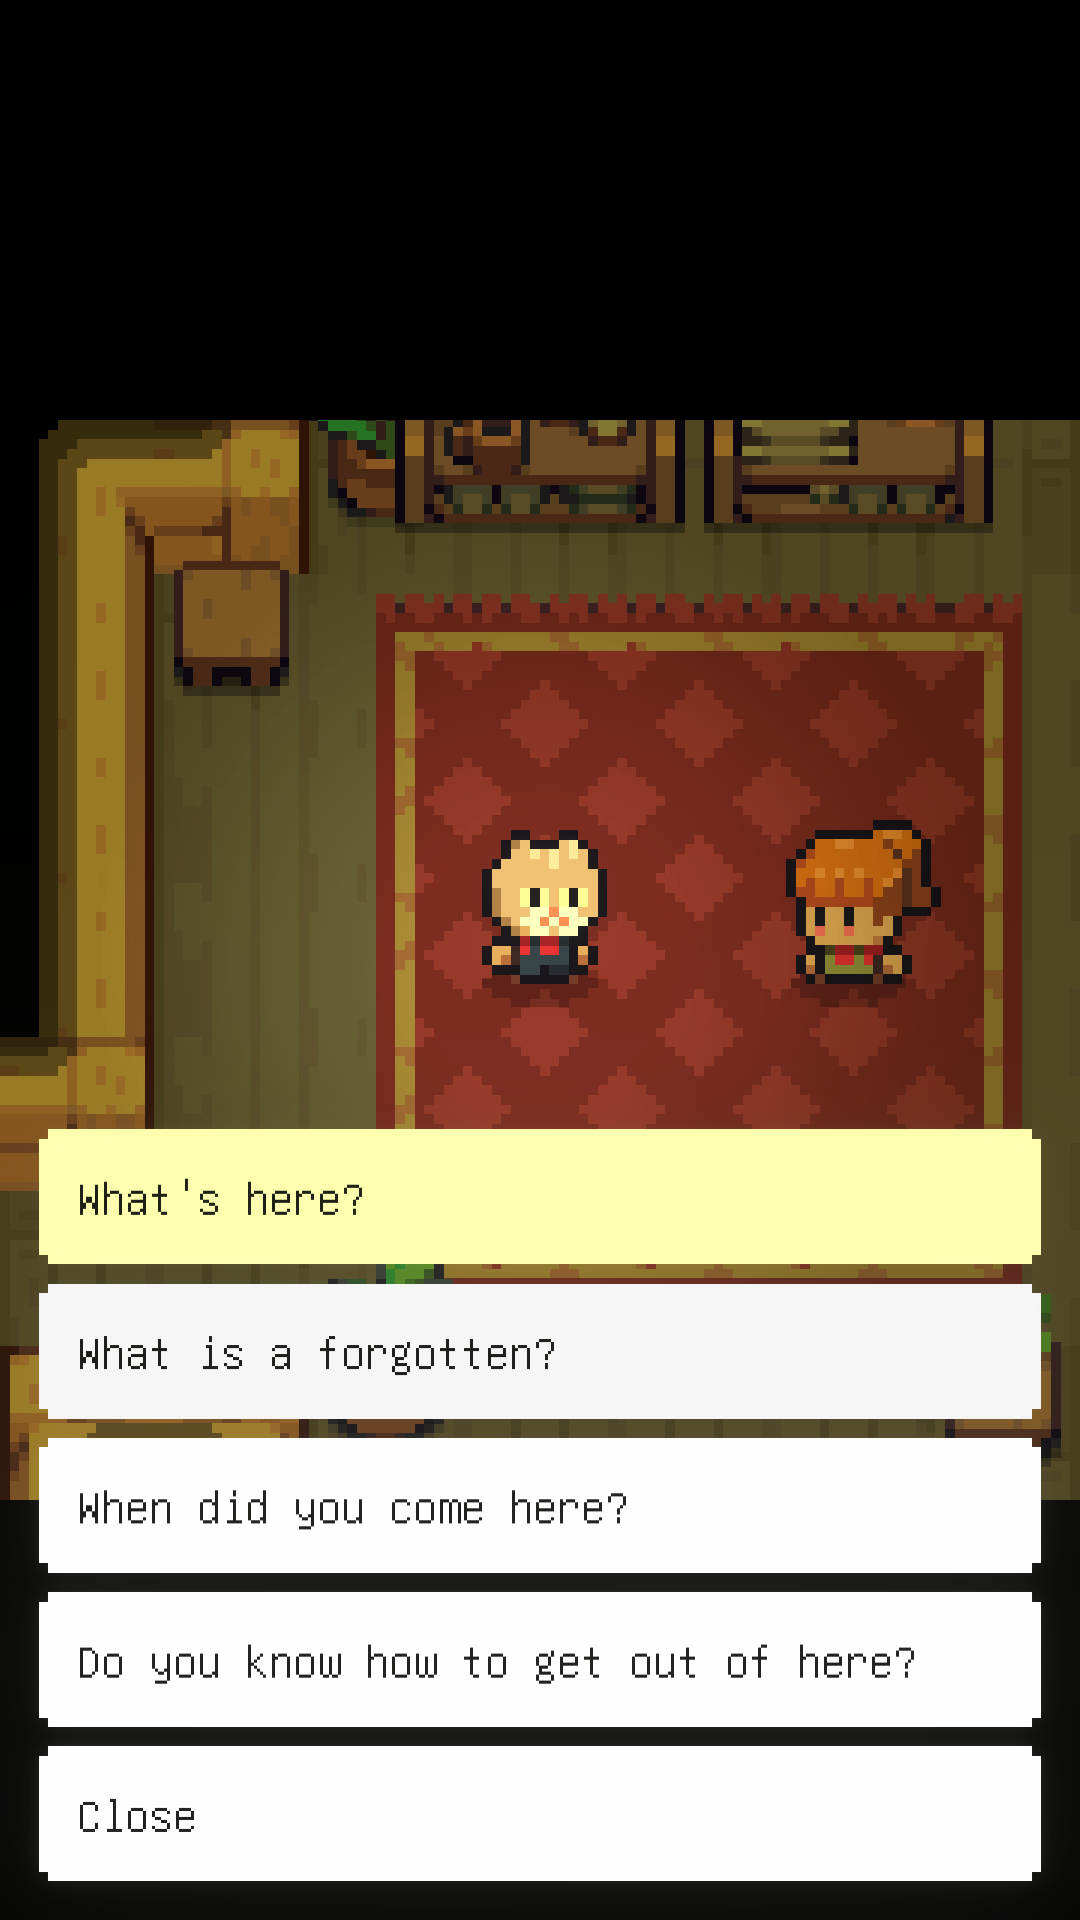 What's here?
What is a forgotten?
When did you come here?
Do you know how to get out of here?
Close